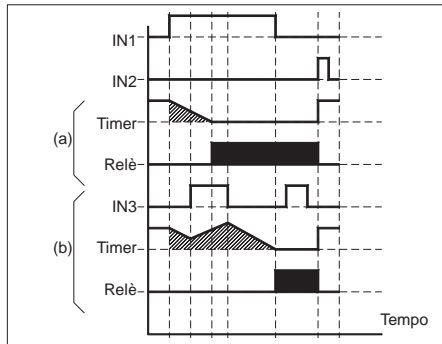 IN1
IN2
Timer
(a)
Relè
IN3
Timer
(b)
Relè
Tempo